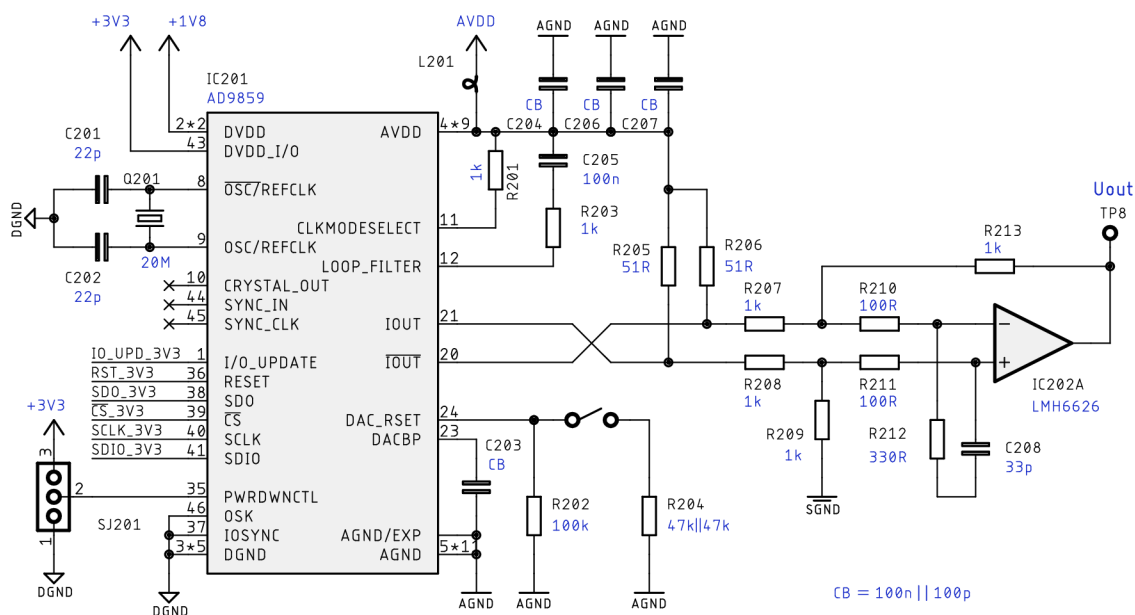 +3V3
+1V8
AVDD
AGND
AGND
AGND
L201
IC201
AD9859
CB
CB
CB
C204
C206
C207
2*2
DVDD
AVDD
4*9
43
DVDD_I/O
C201
22p
Q201
20M
C202
22p
DGND
8
OSC/REFCLK
9
OSC/REFCLK
1k
R201
C205
100n
CLKMODESELECT
11
R203
1k
LOOP_FILTER
12
10
CRYSTAL_OUT
44
SYNC_IN
45
SYNC_CLK
R205
51R
R206
51R
R213
1k
Uout
TP8
IOUT
21
IOUT
20
R207
1k
R210
100R
R208
1k
R211
100R
−
+
IC202A
LMH6626
IO_UPD_3V3
1
I/O_UPDATE
RST_3V3
36
RESET
SDO_3V3
38
SDO
CS_3V3
39
CS
SCLK_3V3
40
SCLK
SDIO_3V3
41
SDIO
+3V3
3
2
1
SJ201
DGND
DAC_RSET
24
DACBP
23
C203
CB
R209
1k
SGND
R212
330R
C208
33p
35
PWRDWNCTL
46
OSK
37
IOSYNC
3*5
DGND
DGND
AGND/EXP
AGND
5*1
R202
100k
R204
47k||47k
AGND
AGND
AGND
CB = 100n || 100p